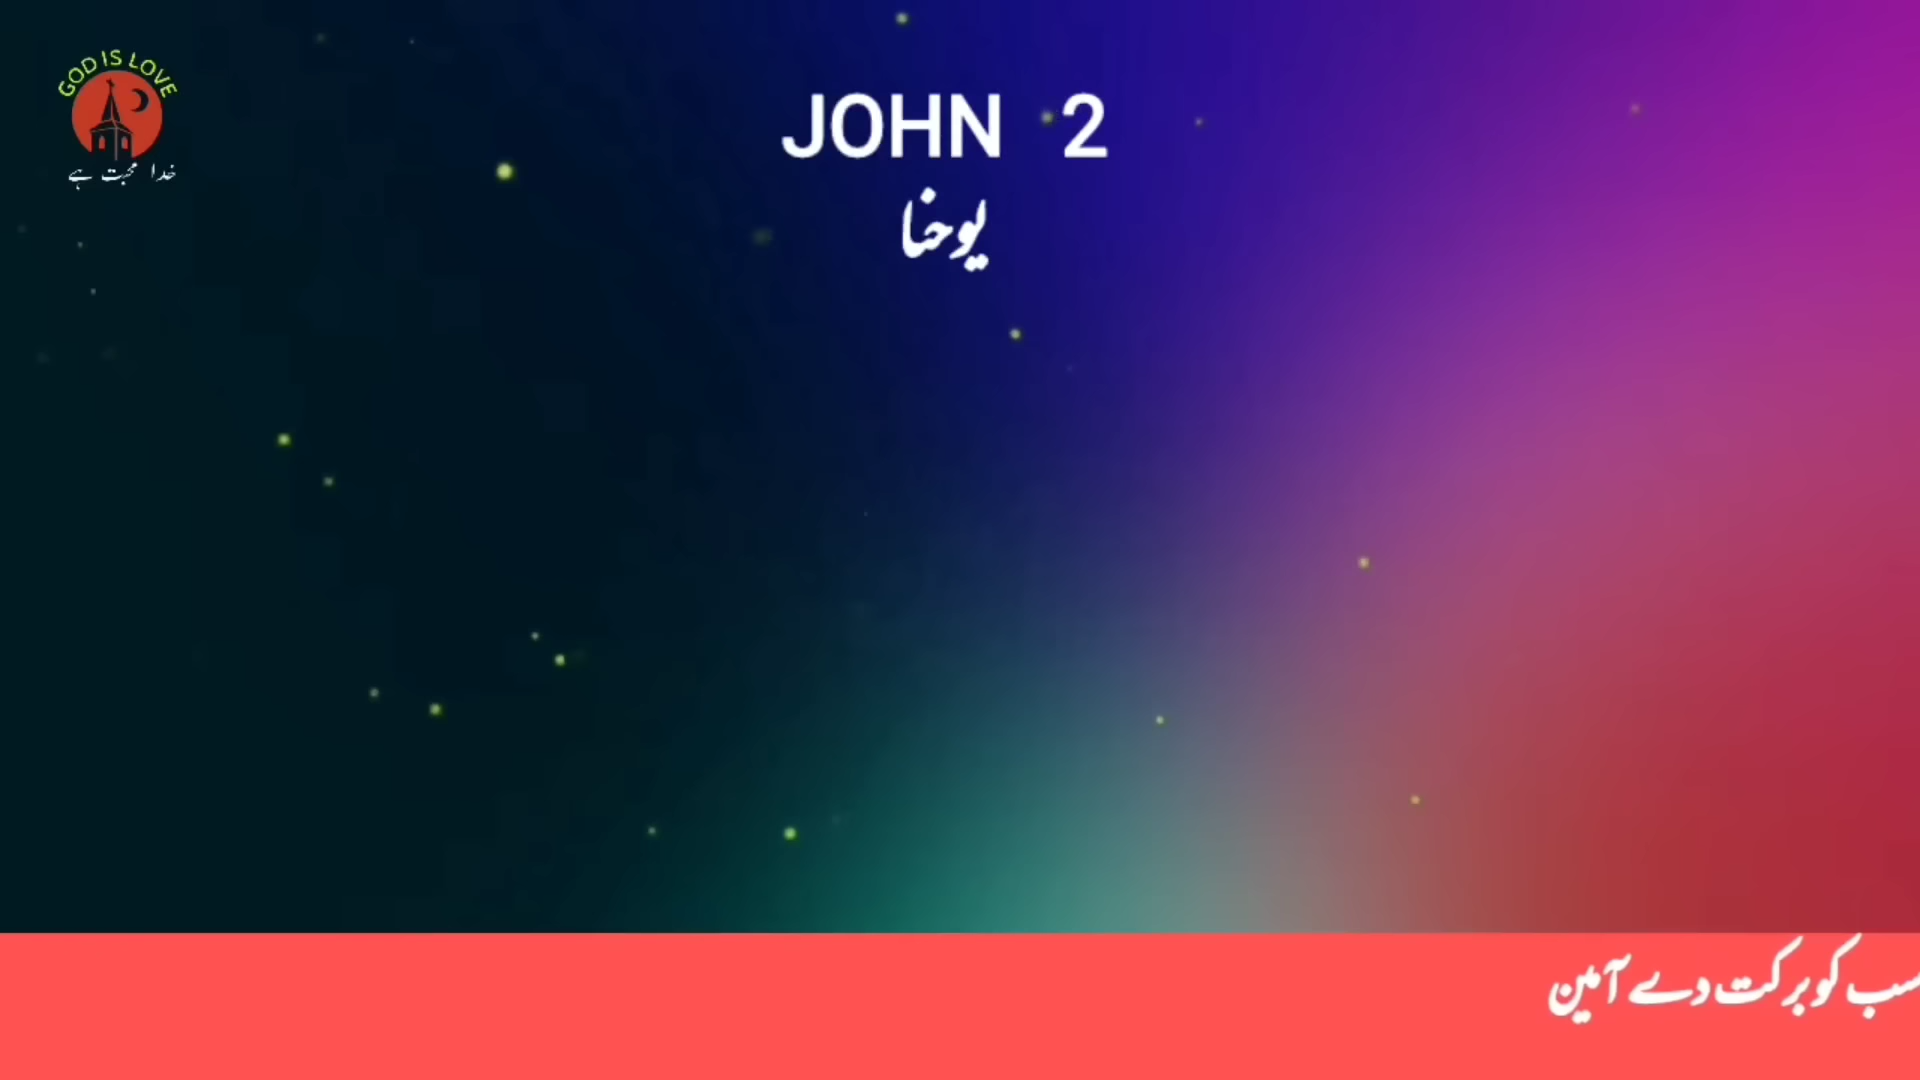 GOD IS LOVE
خدا محبت ہے
JOHN 2
یوحنا
سب کو برکت دے آمین